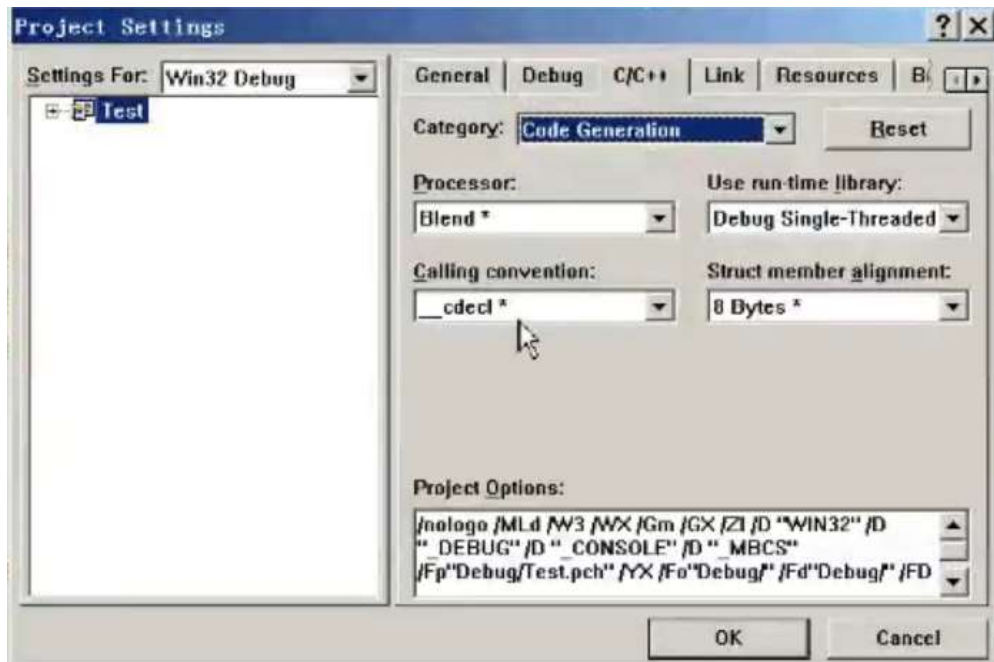 Project Settings
Settings For: Win32 Debug
Test
General Debug C/C++ Link Resources
Category: Code Generation Reset
Processor: Use run-time library:
Blend * Debug Single-Threaded
Calling convention: Struct member alignment:
__cdecl * 8 Bytes *
Project Options:
/nologo /MLd /W3 /WX /Gm /GX /ZI /D "WIN32" /D
"_DEBUG" /D "_CONSOLE" /D "_MBCS"
/Fp"Debug/Test.pch" /YX /Fo"Debug/" /Fd"Debug/" /FD
OK Cancel